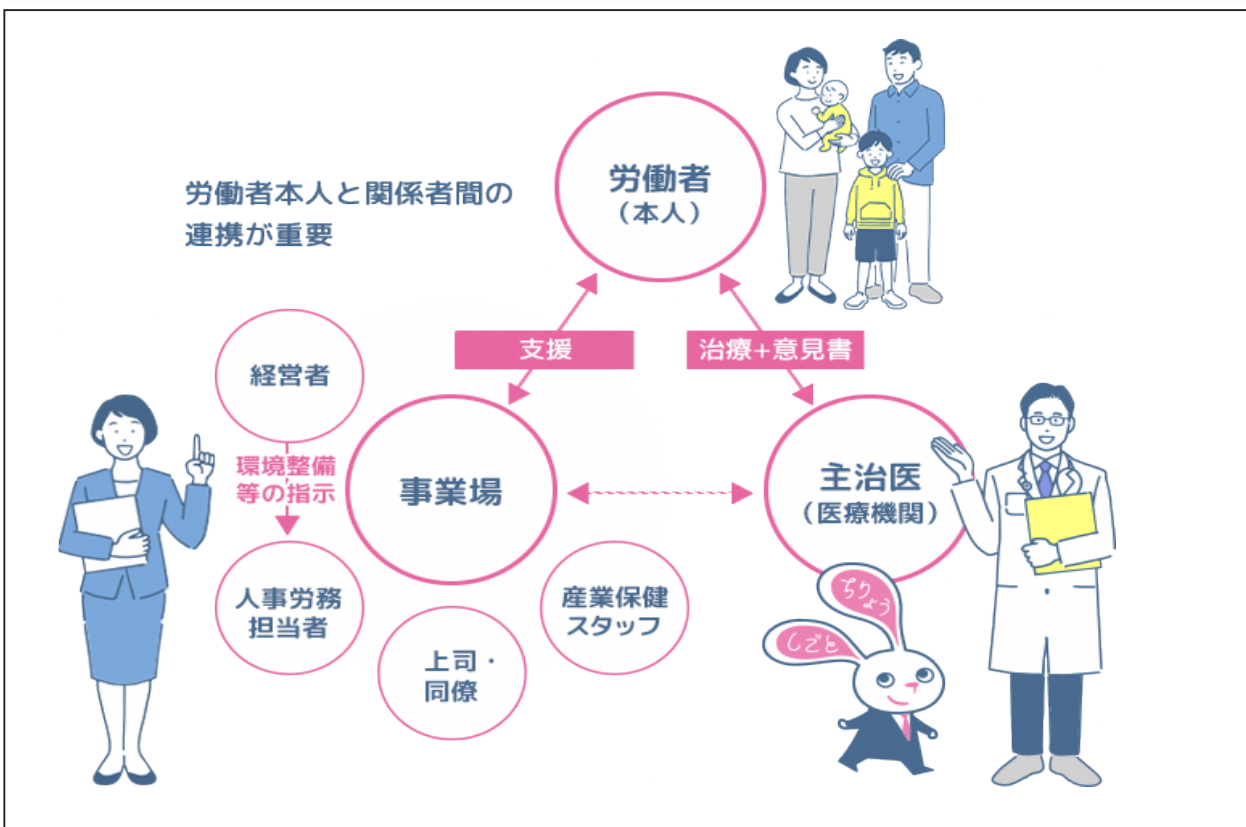 労働者
（本人）
労働者本人と関係者間の
連携が重要
支援
治療+意見書
経営者
環境整備
等の指示
事業場
主治医
（医療機関）
人事労務
担当者
産業保健
スタッフ
上司・
同僚
ちりょう
しごと